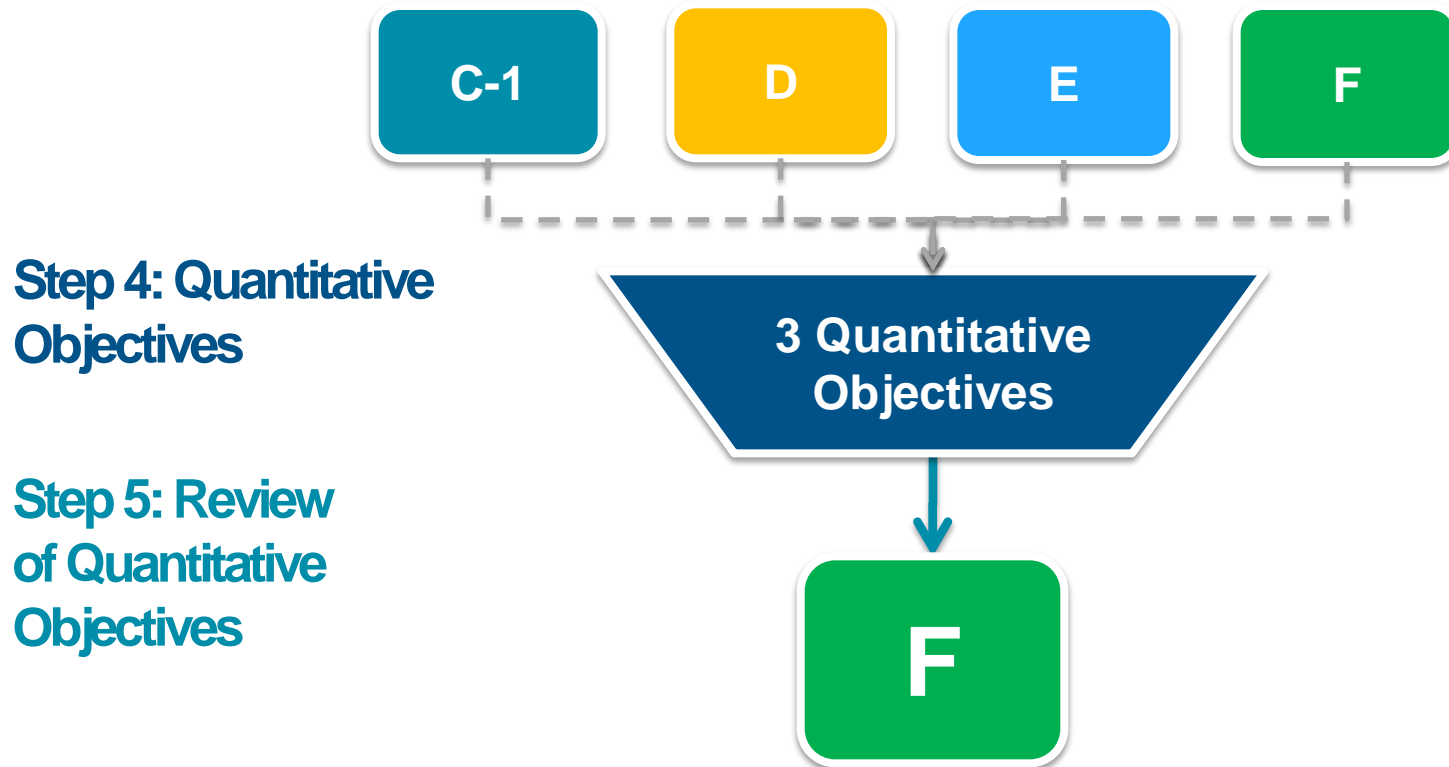 C-1
D
E
F
Step 4: Quantitative
Objectives
3 Quantitative
Objectives
Step 5: Review
of Quantitative
Objectives
F